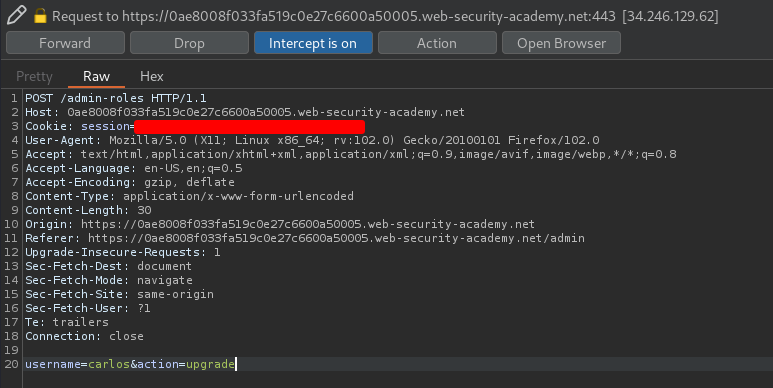 Request to https://0ae8008f033fa519c0e27c6600a50005.web-security-academy.net:443 [34.246.129.62]
Forward Drop Intercept is on Action Open Browser
Pretty Raw Hex
1 POST /admin-roles HTTP/1.1
2 Host: 0ae8008f033fa519c0e27c6600a50005.web-security-academy.net
3 Cookie: session=
4 User-Agent: Mozilla/5.0 (X11; Linux x86_64; rv:102.0) Gecko/20100101 Firefox/102.0
5 Accept: text/html,application/xhtml+xml,application/xml;q=0.9,image/avif,image/webp,*/*;q=0.8
6 Accept-Language: en-US,en;q=0.5
7 Accept-Encoding: gzip, deflate
8 Content-Type: application/x-www-form-urlencoded
9 Content-Length: 30
10 Origin: https://0ae8008f033fa519c0e27c6600a50005.web-security-academy.net
11 Referer: https://0ae8008f033fa519c0e27c6600a50005.web-security-academy.net/admin
12 Upgrade-Insecure-Requests: 1
13 Sec-Fetch-Dest: document
14 Sec-Fetch-Mode: navigate
15 Sec-Fetch-Site: same-origin
16 Sec-Fetch-User: ?1
17 Te: trailers
18 Connection: close
19
20 username=carlos&action=upgrade